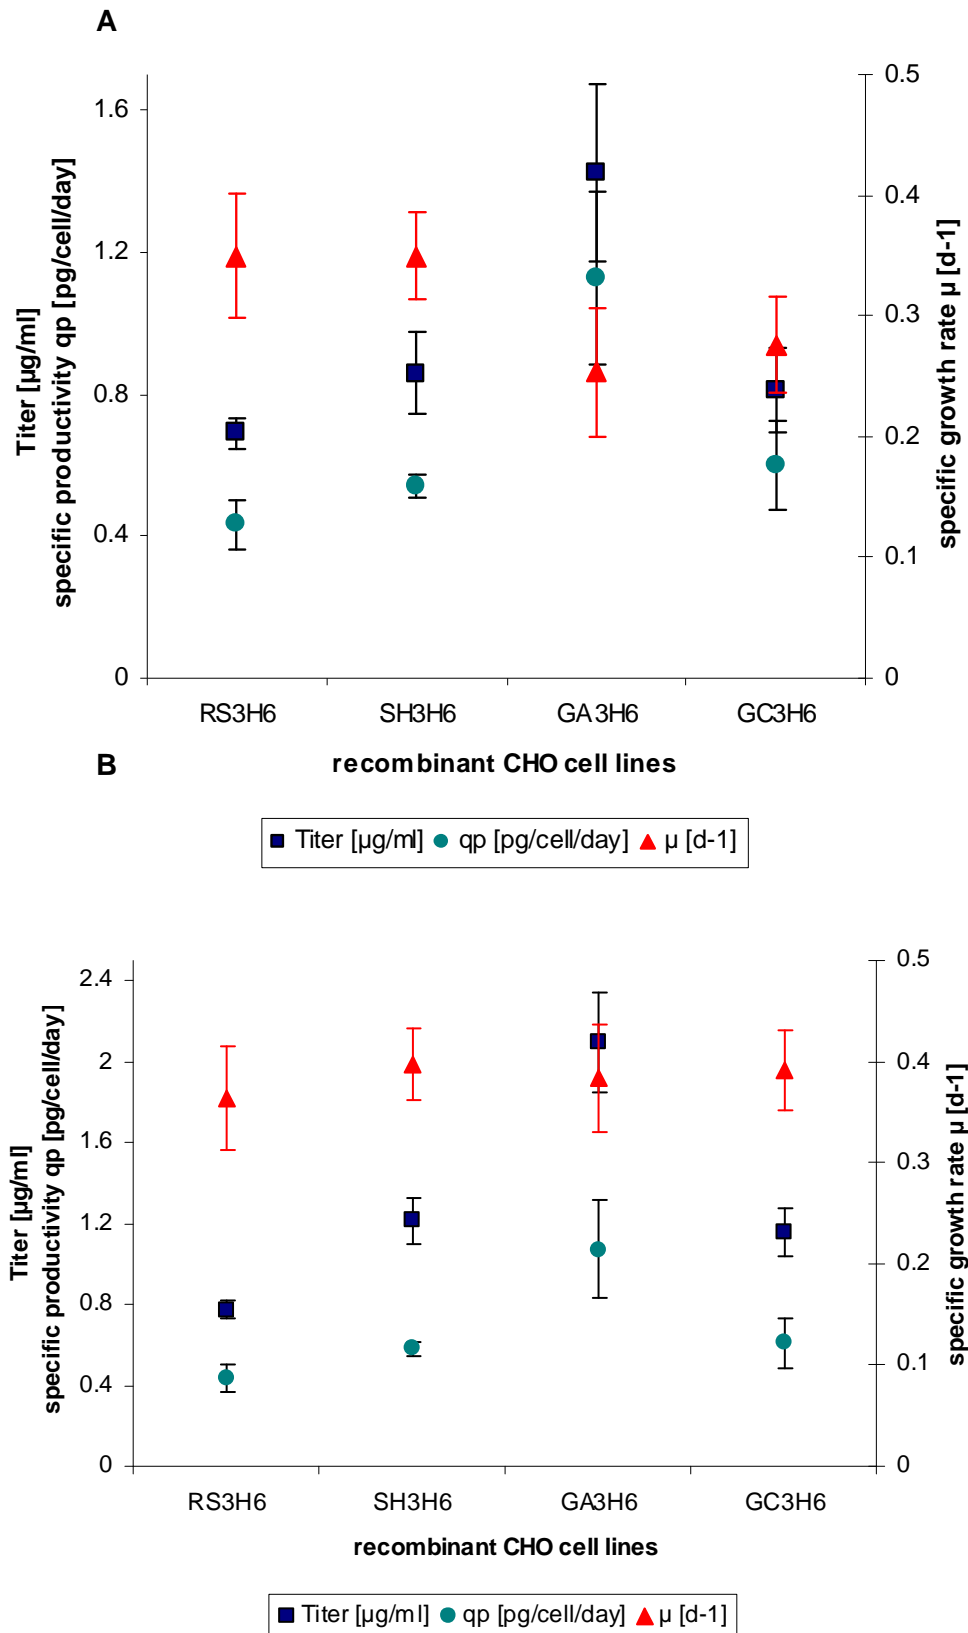 A
Titer [µg/ml]
specific productivity qp [pg/cell/day]
1.6
1.2
0.8
0.4
0
0.5
0.4
0.3
0.2
0.1
0
specific growth rate µ [d-1]
RS3H6 SH3H6 GA3H6 GC3H6
recombinant CHO cell lines
B
Titer [µg/ml] qp [pg/cell/day] µ [d-1]
Titer [µg/ml]
specific productivity qp [pg/cell/day]
2.4
2
1.6
1.2
0.8
0.4
0
0.5
0.4
0.3
0.2
0.1
0
specific growth rate µ [d-1]
RS3H6 SH3H6 GA3H6 GC3H6
recombinant CHO cell lines
Titer [µg/ml] qp [pg/cell/day] µ [d-1]